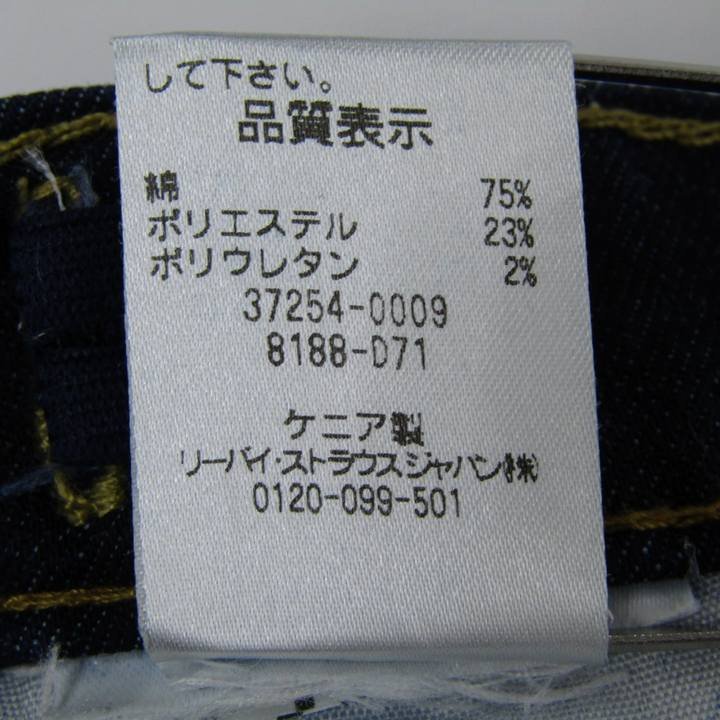 して下さい。
品質表示
綿 75%
ポリエステル 23%
ポリウレタン 2%
37254-0009
8188-D71
ケニア製
リーバイ・ストラウスジャパン(株)
0120-099-501